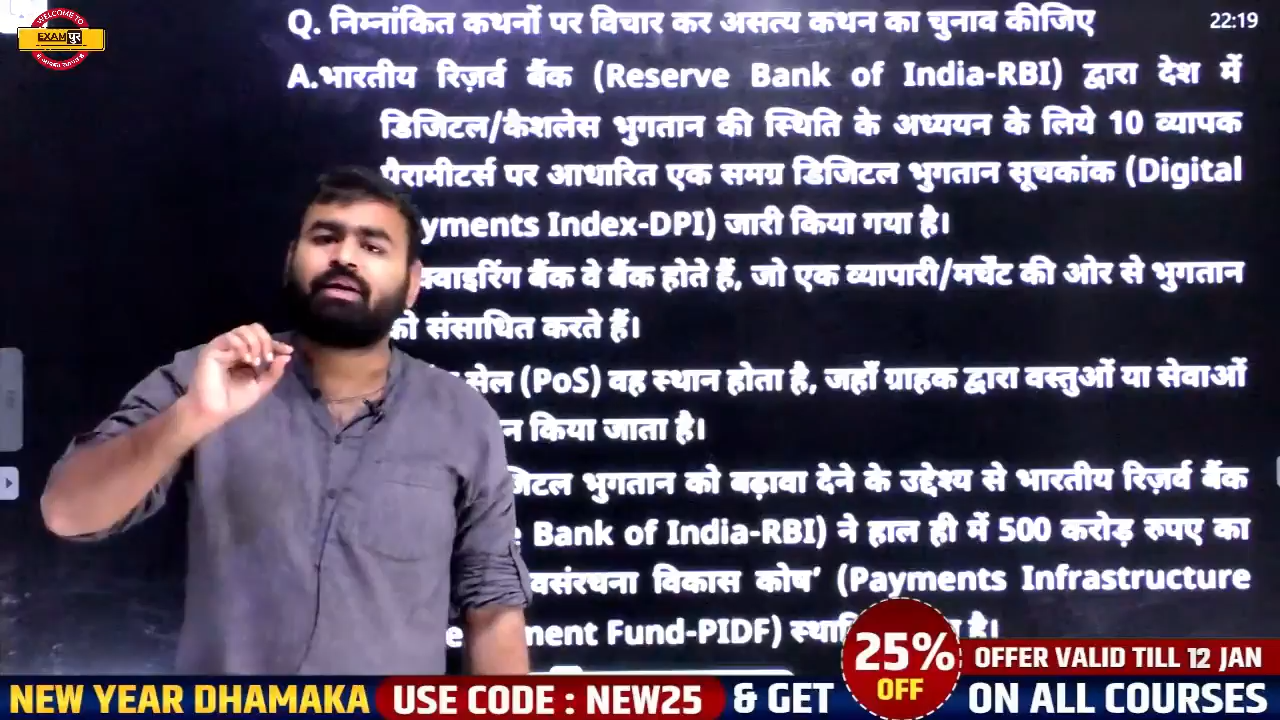 WELCOME TO
EXAMपुर
Q. निम्नांकित कथनों पर विचार कर असत्य कथन का चुनाव कीजिए
22:19
A.भारतीय रिज़र्व बैंक (Reserve Bank of India-RBI) द्वारा देश में
डिजिटल/कैशलेस भुगतान की स्थिति के अध्ययन के लिये 10 व्यापक
पैरामीटर्स पर आधारित एक समग्र डिजिटल भुगतान सूचकांक (Digital
yments Index-DPI) जारी किया गया है।
क्वाइरिंग बैंक वे बैंक होते हैं, जो एक व्यापारी/मर्चेंट की ओर से भुगतान
को संसाधित करते हैं।
सेल (PoS) वह स्थान होता है, जहाँ ग्राहक द्वारा वस्तुओं या सेवाओं
न किया जाता है।
जिटल भुगतान को बढ़ावा देने के उद्देश्य से भारतीय रिज़र्व बैंक
e Bank of India-RBI) ने हाल ही में 500 करोड़ रुपए का
वसंरचना विकास कोष’ (Payments Infrastructure
ment Fund-PIDF) स्थापि है।
25% OFF
OFFER VALID TILL 12 JAN
NEW YEAR DHAMAKA USE CODE : NEW25 & GET ON ALL COURSES